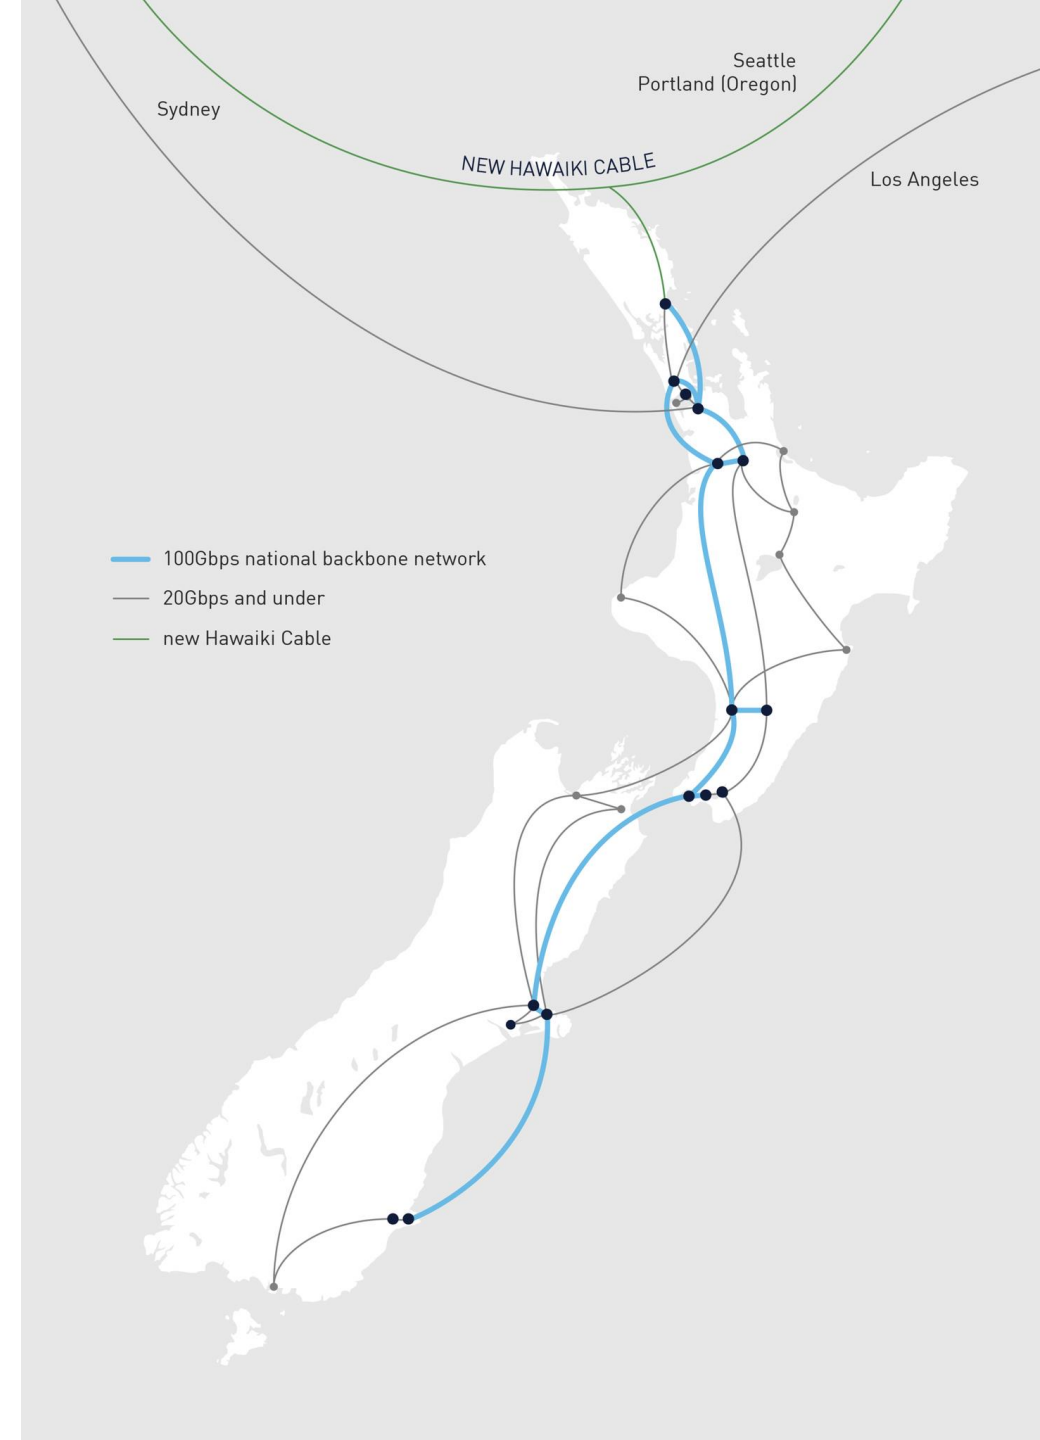 Seattle
Portland (Oregon)
Sydney
NEW HAWAIKI CABLE
Los Angeles
100Gbps national backbone network
20Gbps and under
new Hawaiki Cable